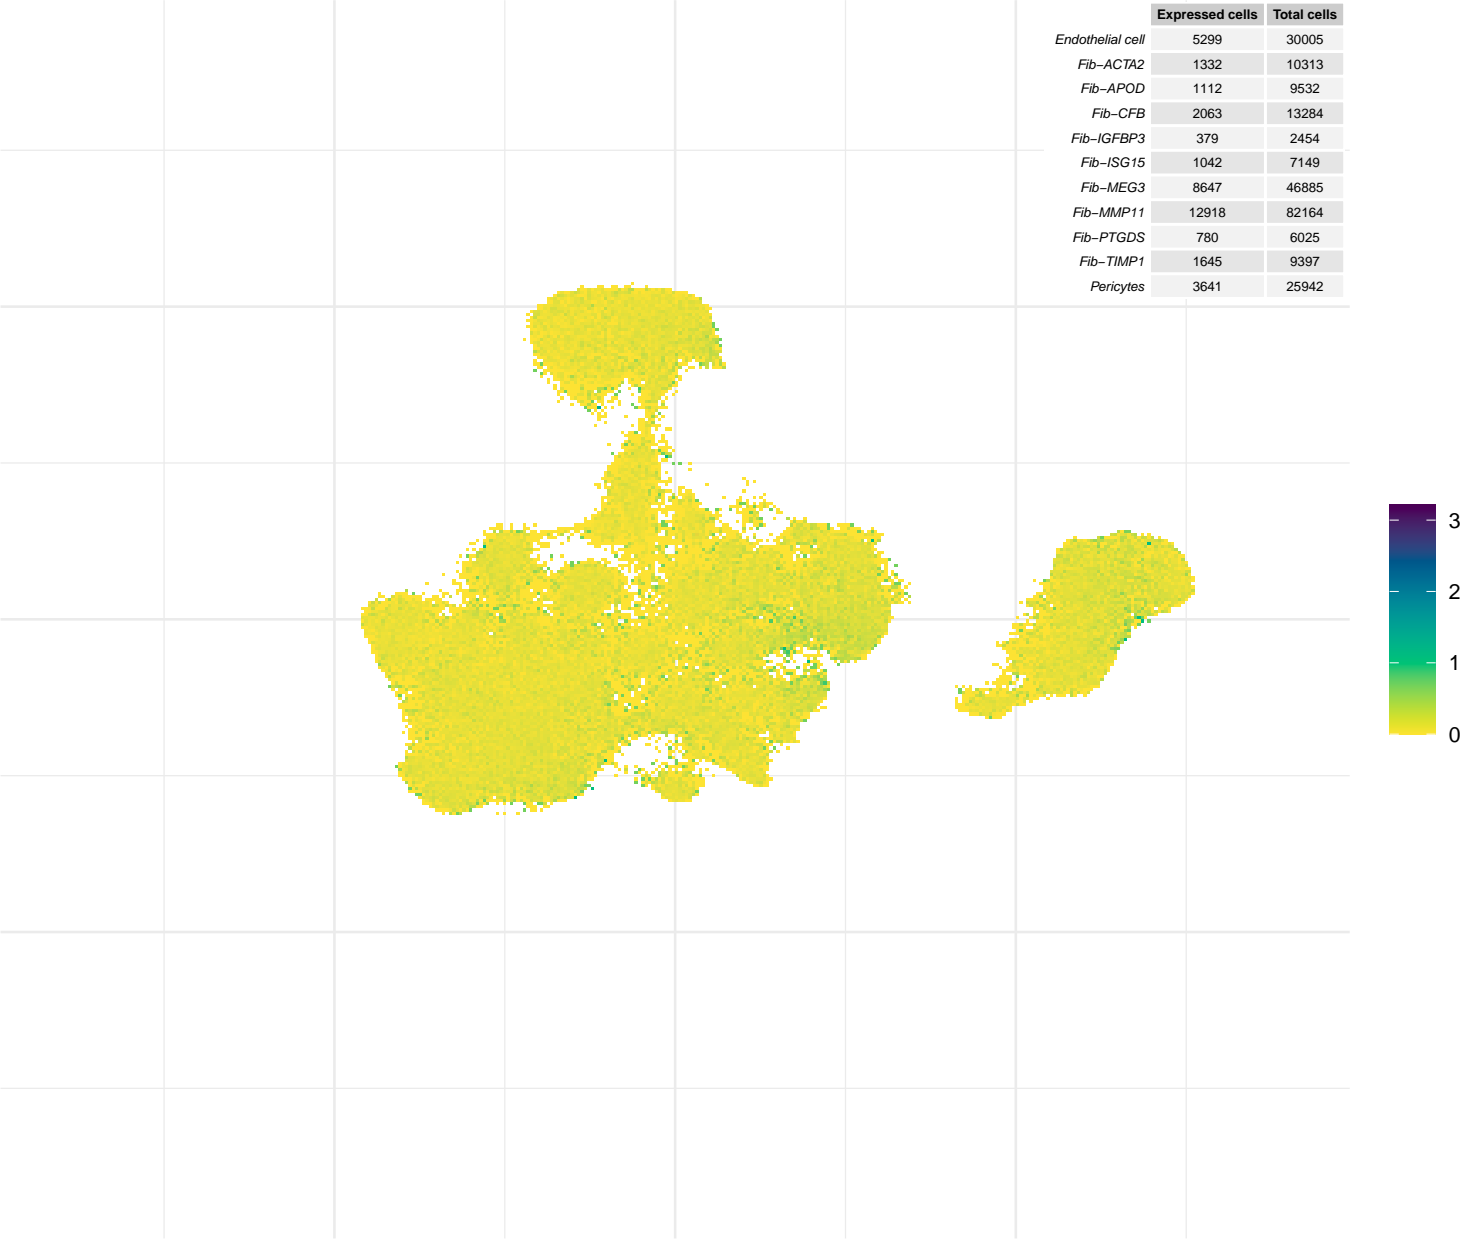 Expressed cells Total cells
Endothelial cell 5299 30005
Fib−ACTA2 1332 10313
Fib−APOD 1112 9532
Fib−CFB 2063 13284
Fib−IGFBP3 379 2454
Fib−ISG15 1042 7149
Fib−MEG3 8647 46885
Fib−MMP11 12918 82164
Fib−PTGDS 780 6025
Fib−TIMP1 1645 9397
Pericytes 3641 25942
3
2
1
0